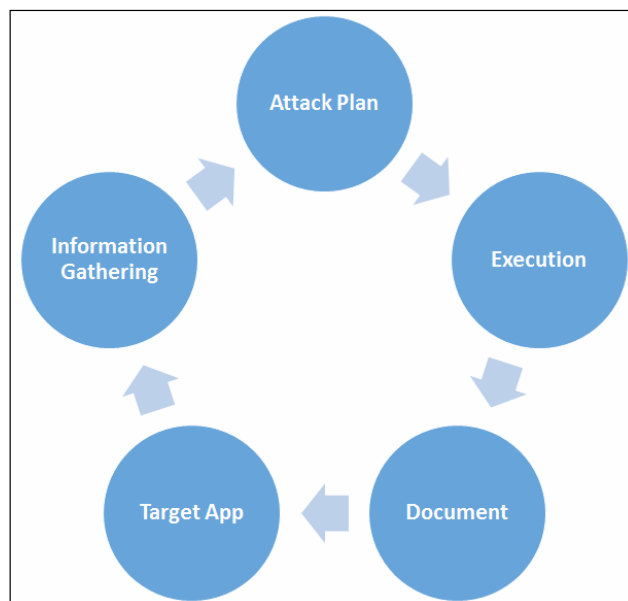 Attack Plan
Execution
Document
Target App
Information
Gathering